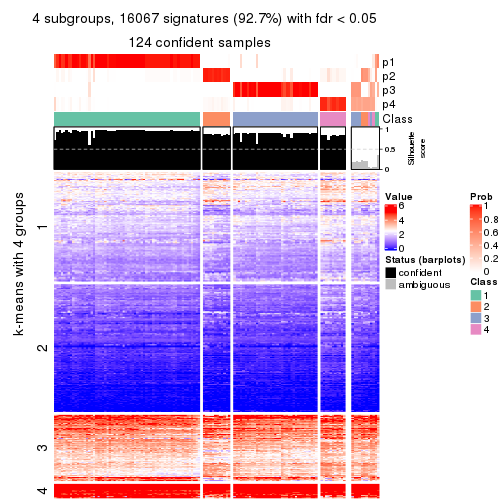 4 subgroups, 16067 signatures (92.7%) with fdr < 0.05
124 confident samples
p1
p2
p3
p4
Class
1
0.5
0
Silhouette
score
k-means with 4 groups
1
2
3
4
Value
6
4
2
0
Status (barplots)
confident
ambiguous
Prob
1
0.8
0.6
0.4
0.2
0
Class
1
2
3
4